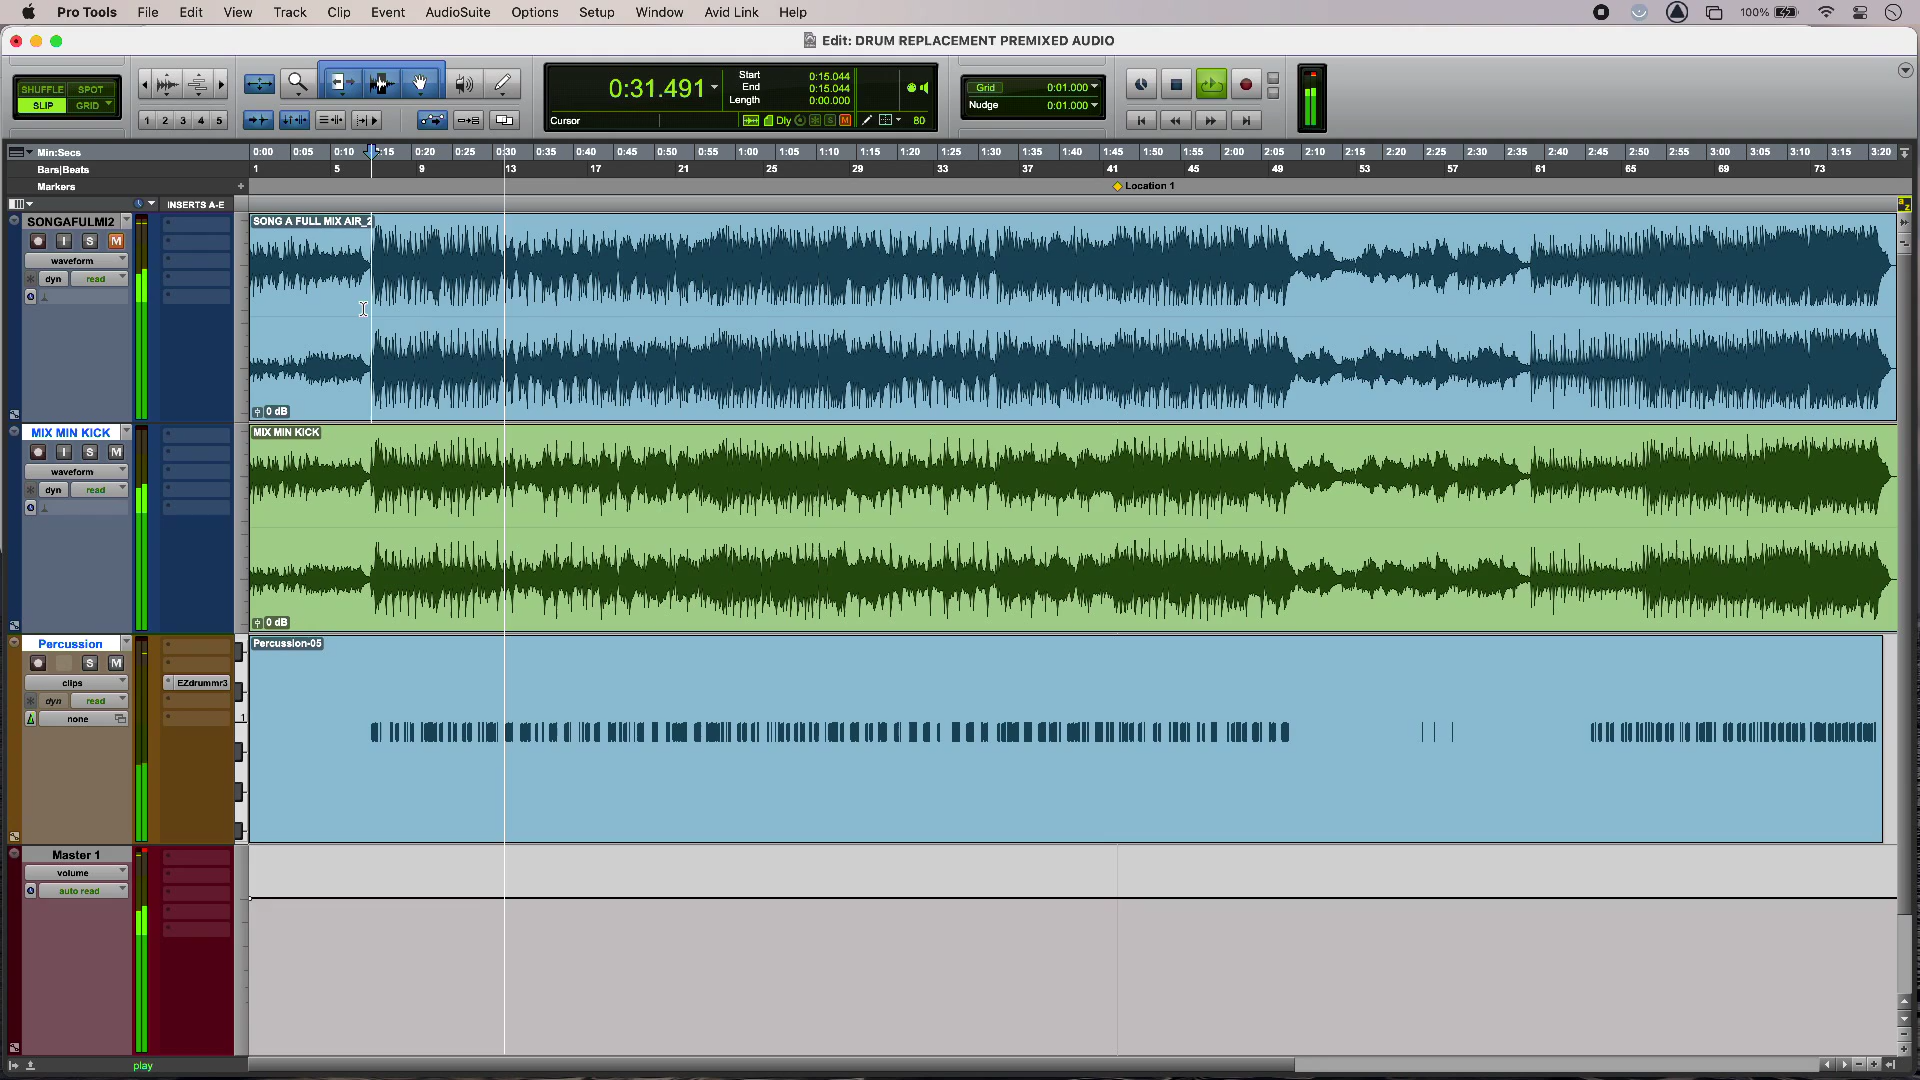 Pro Tools File Edit View Track Clip Event AudioSuite Options Setup Window Avid Link Help 100%
Edit: DRUM REPLACEMENT PREMIXED AUDIO
SHUFFLE SPOT
SLIP GRID
1 2 3 4 5
0:31.491
Start 0:15.044
End 0:15.044
Length 0:00.000
Cursor Dly S M 80
Grid 0:01.000
Nudge 0:01.000
Min:Secs 0:00 0:05 0:10 0:15 0:20 0:25 0:30 0:35 0:40 0:45 0:50 0:55 1:00 1:05 1:10 1:15 1:20 1:25 1:30 1:35 1:40 1:45 1:50 1:55 2:00 2:05 2:10 2:15 2:20 2:25 2:30 2:35 2:40 2:45 2:50 2:55 3:00 3:05 3:10 3:15 3:20
Bars|Beats 1 5 9 13 17 21 25 29 33 37 41 45 49 53 57 61 65 69 73
Markers Location 1
INSERTS A-E
a z
SONGAFULMI2 SONG A FULL MIX AIR_2
I S M
waveform
dyn read
0 dB
MIX MIN KICK MIX MIN KICK
I S M
waveform
dyn read
0 dB
Percussion Percussion-05
S M
clips EZdrummr3
dyn read
none 1
Master 1
volume
auto read
play